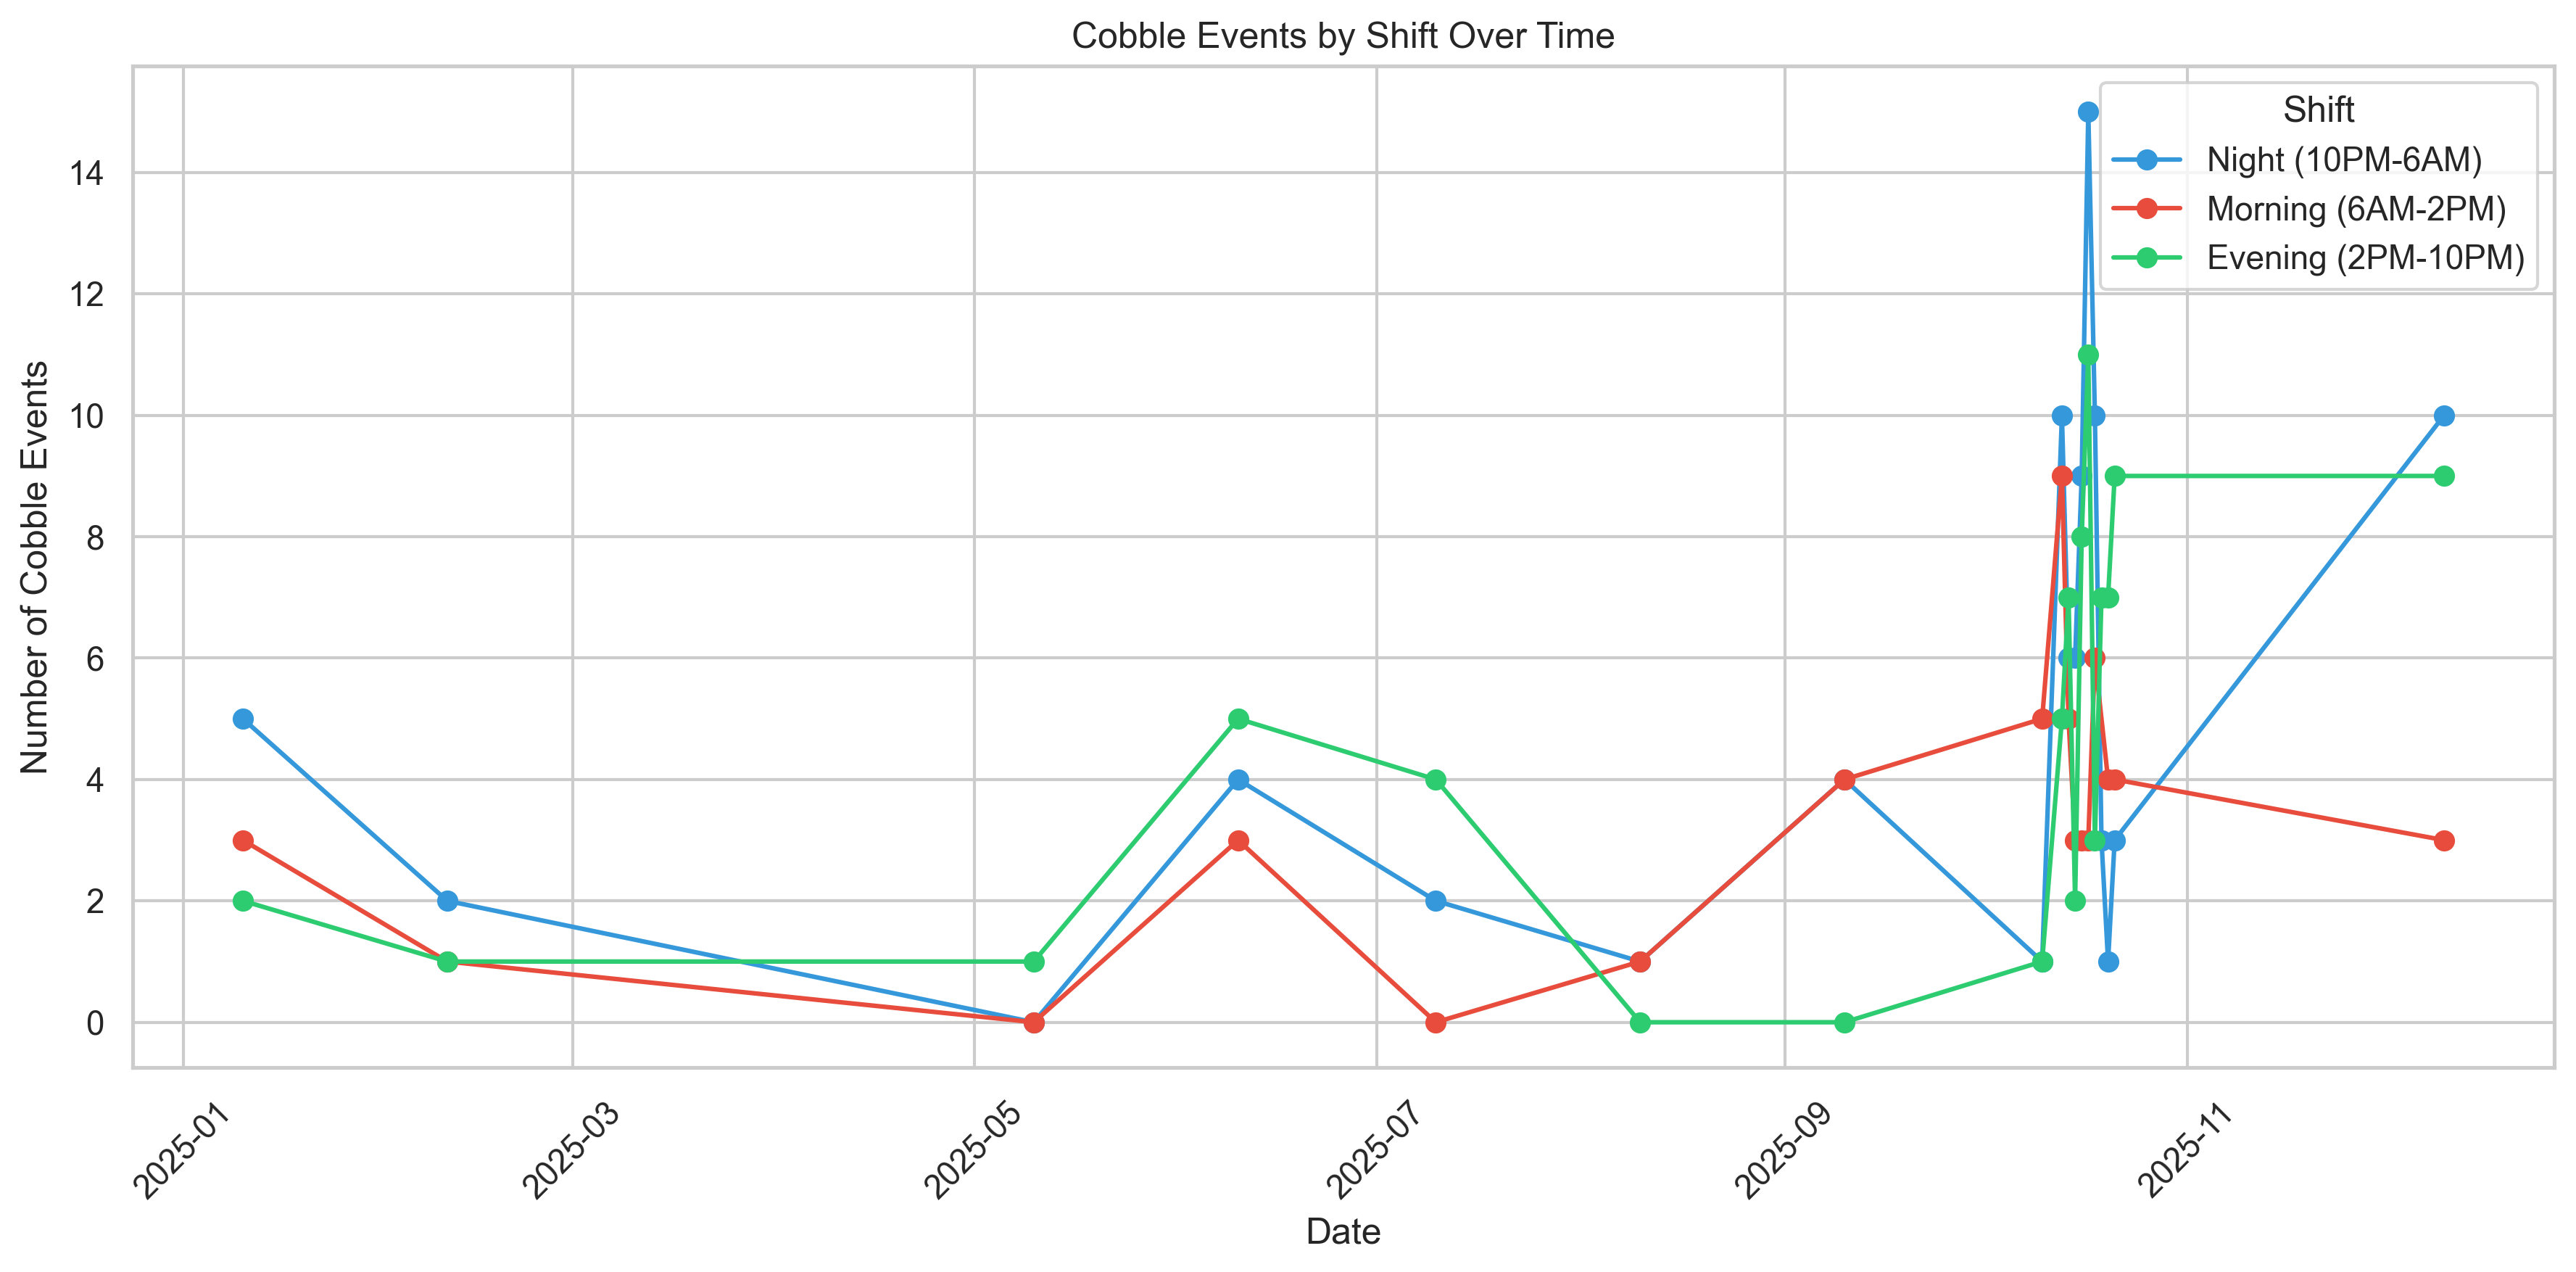 Cobble Events by Shift Over Time
Shift
Night (10PM-6AM)
Morning (6AM-2PM)
Evening (2PM-10PM)
Number of Cobble Events
14
12
10
8
6
4
2
0
2025-01
2025-03
2025-05
2025-07
2025-09
2025-11
Date